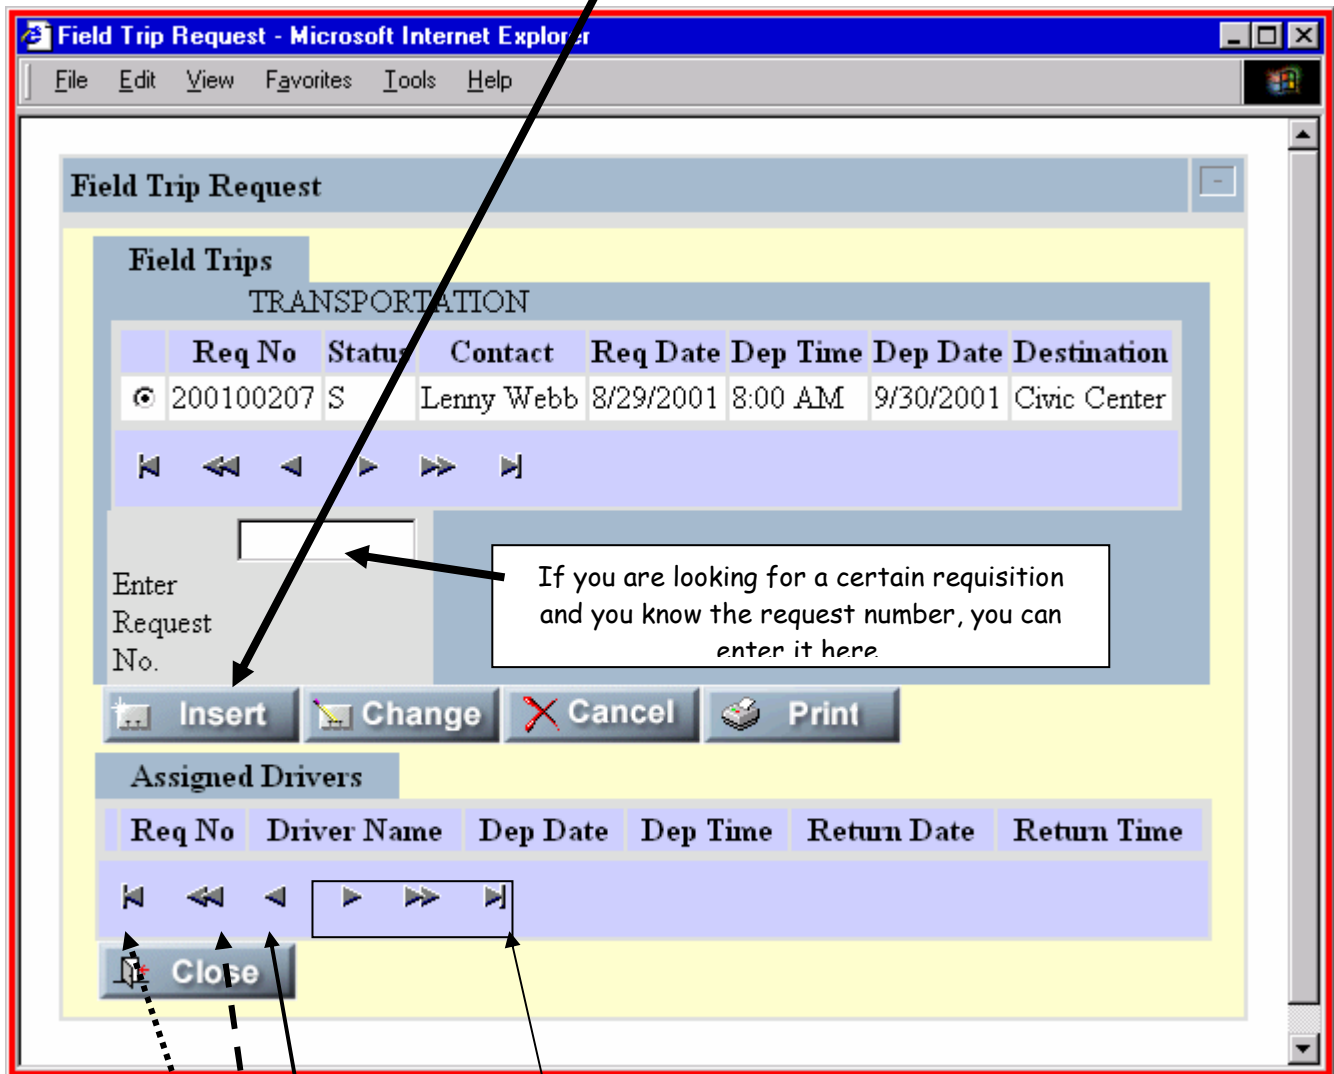 Field Trip Request - Microsoft Internet Explorer
File Edit View Favorites Tools Help
Field Trip Request
Field Trips
TRANSPORTATION
Req No Status Contact Req Date Dep Time Dep Date Destination
200100207 S Lenny Webb 8/29/2001 8:00 AM 9/30/2001 Civic Center
Enter
Request
No.
If you are looking for a certain requisition
and you know the request number, you can
enter it here
Insert Change Cancel Print
Assigned Drivers
Req No Driver Name Dep Date Dep Time Return Date Return Time
Close